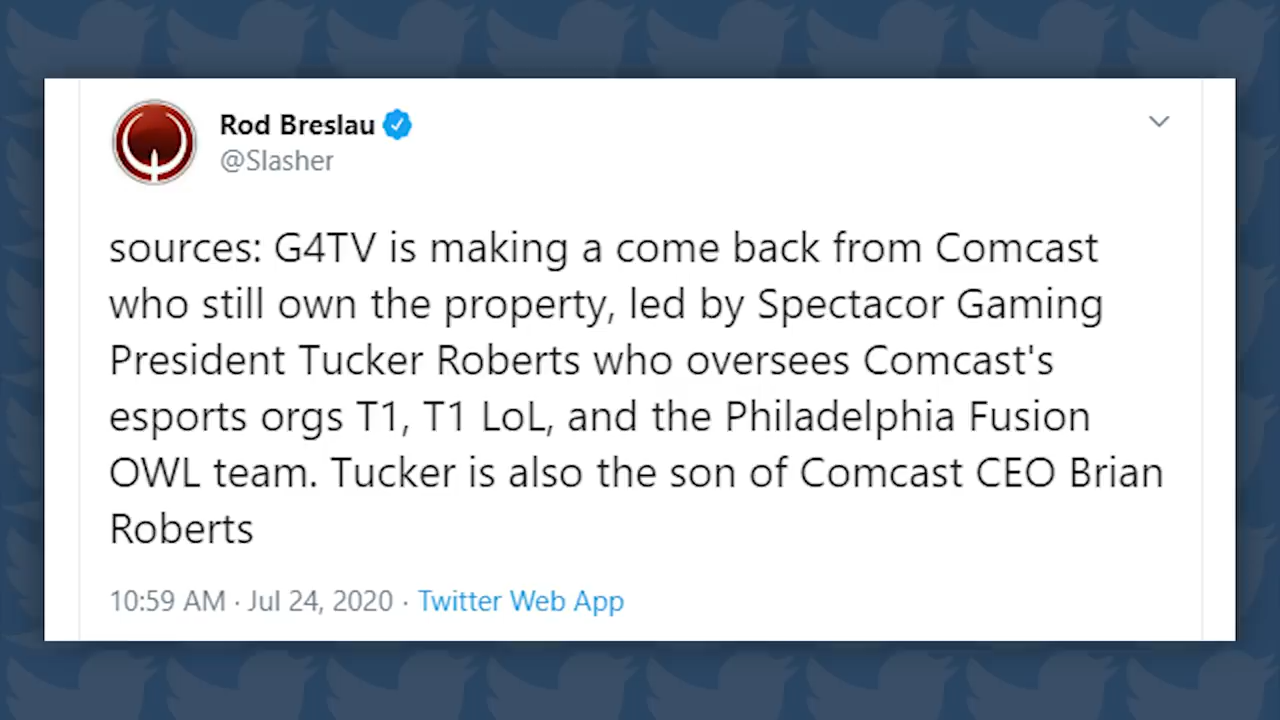 Rod Breslau
@Slasher
sources: G4TV is making a come back from Comcast
who still own the property, led by Spectacor Gaming
President Tucker Roberts who oversees Comcast's
esports orgs T1, T1 LoL, and the Philadelphia Fusion
OWL team. Tucker is also the son of Comcast CEO Brian
Roberts
10:59 AM · Jul 24, 2020 · Twitter Web App